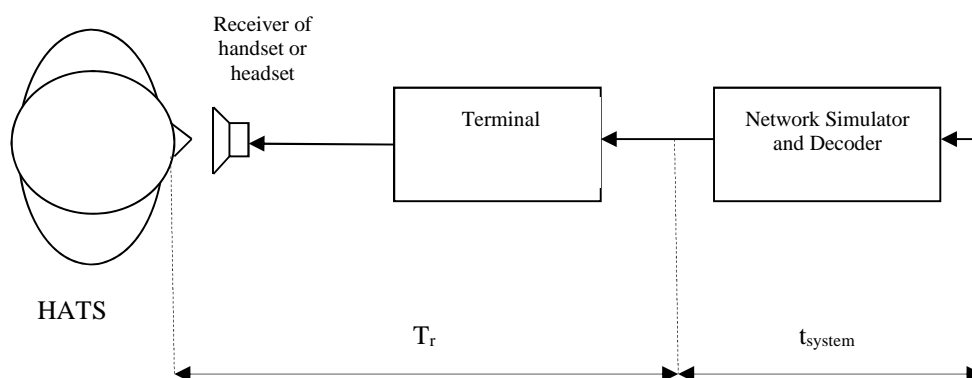 Receiver of
handset or
headset
Terminal
Network Simulator
and Decoder
HATS
Tr
tsystem